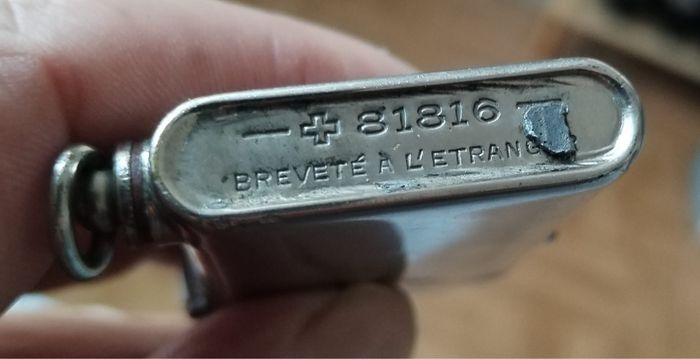 — ✚ 81816 —
BREVETÉ À L'ETRANG